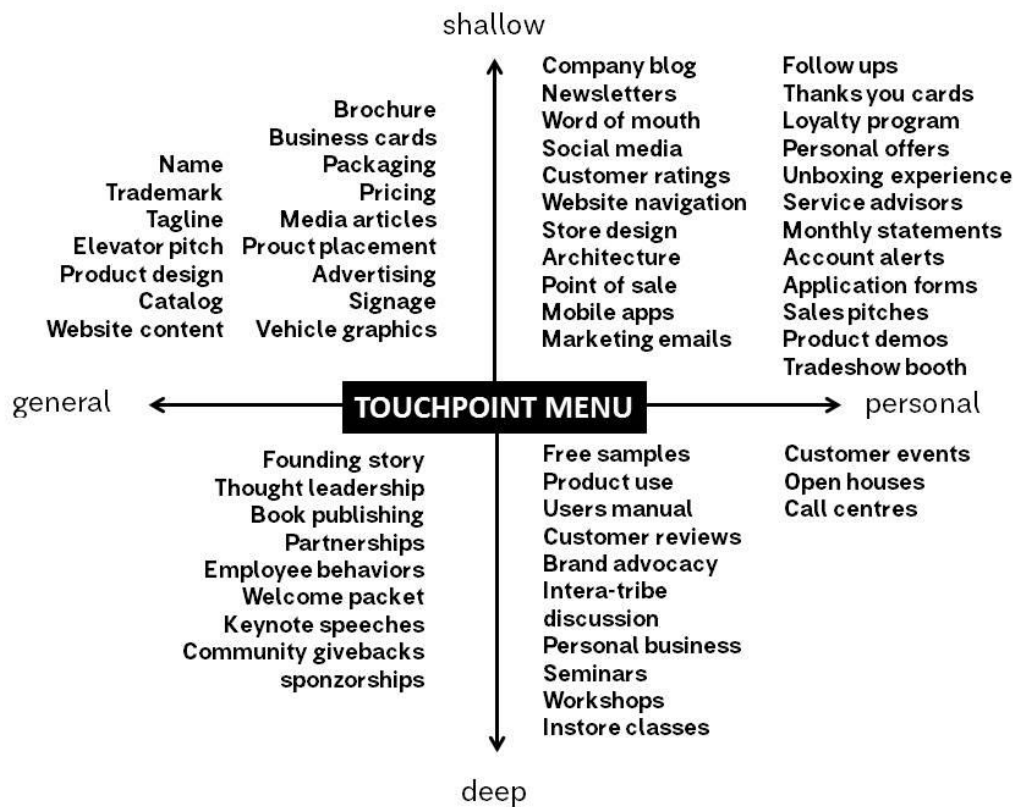 shallow
Name
Trademark
Tagline
Elevator pitch
Product design
Catalog
Website content
Brochure
Business cards
Packaging
Pricing
Media articles
Prouct placement
Advertising
Signage
Vehicle graphics
Company blog
Newsletters
Word of mouth
Social media
Customer ratings
Website navigation
Store design
Architecture
Point of sale
Mobile apps
Marketing emails
Follow ups
Thanks you cards
Loyalty program
Personal offers
Unboxing experience
Service advisors
Monthly statements
Account alerts
Application forms
Sales pitches
Product demos
Tradeshow booth
general
TOUCHPOINT MENU
personal
Founding story
Thought leadership
Book publishing
Partnerships
Employee behaviors
Welcome packet
Keynote speeches
Community givebacks
sponzorships
Free samples
Product use
Users manual
Customer reviews
Brand advocacy
Intera-tribe
discussion
Personal business
Seminars
Workshops
Instore classes
Customer events
Open houses
Call centres
deep